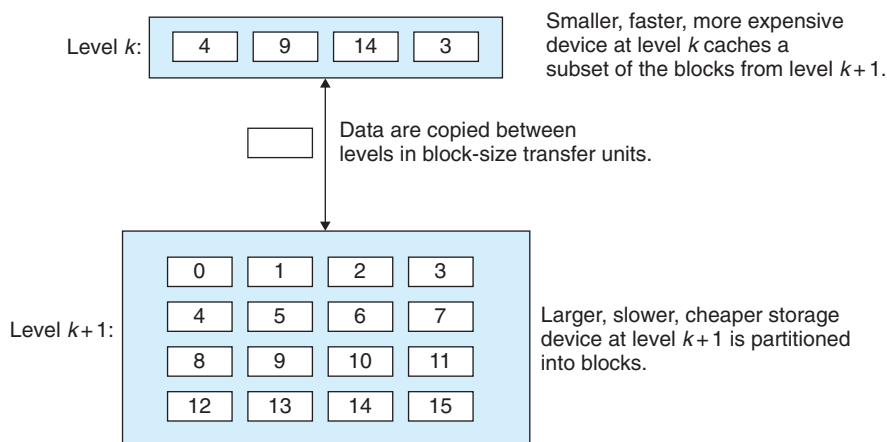 Level k:
4 9 14 3
Smaller, faster, more expensive
device at level k caches a
subset of the blocks from level k+1.
Data are copied between
levels in block-size transfer units.
Level k+1:
0 1 2 3
4 5 6 7
8 9 10 11
12 13 14 15
Larger, slower, cheaper storage
device at level k+1 is partitioned
into blocks.